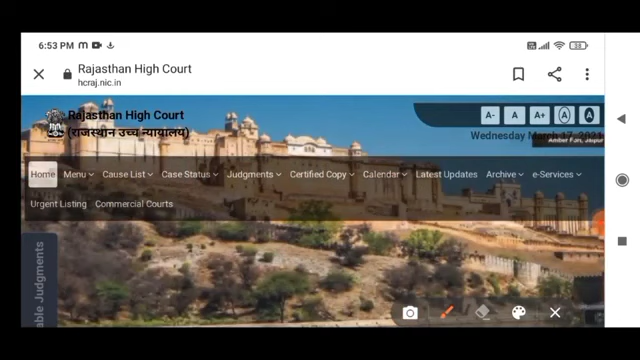 6:53 PM m
38
Rajasthan High Court
hcraj.nic.in
Rajasthan High Court
(राजस्थान उच्च न्यायालय)
A- A A+ A A
Wednesday March 17, 2021
Amber Fort, Jaipur
Home Menu Cause List Case Status Judgments Certified Copy Calendar Latest Updates Archive e-Services
Urgent Listing Commercial Courts
able Judgments